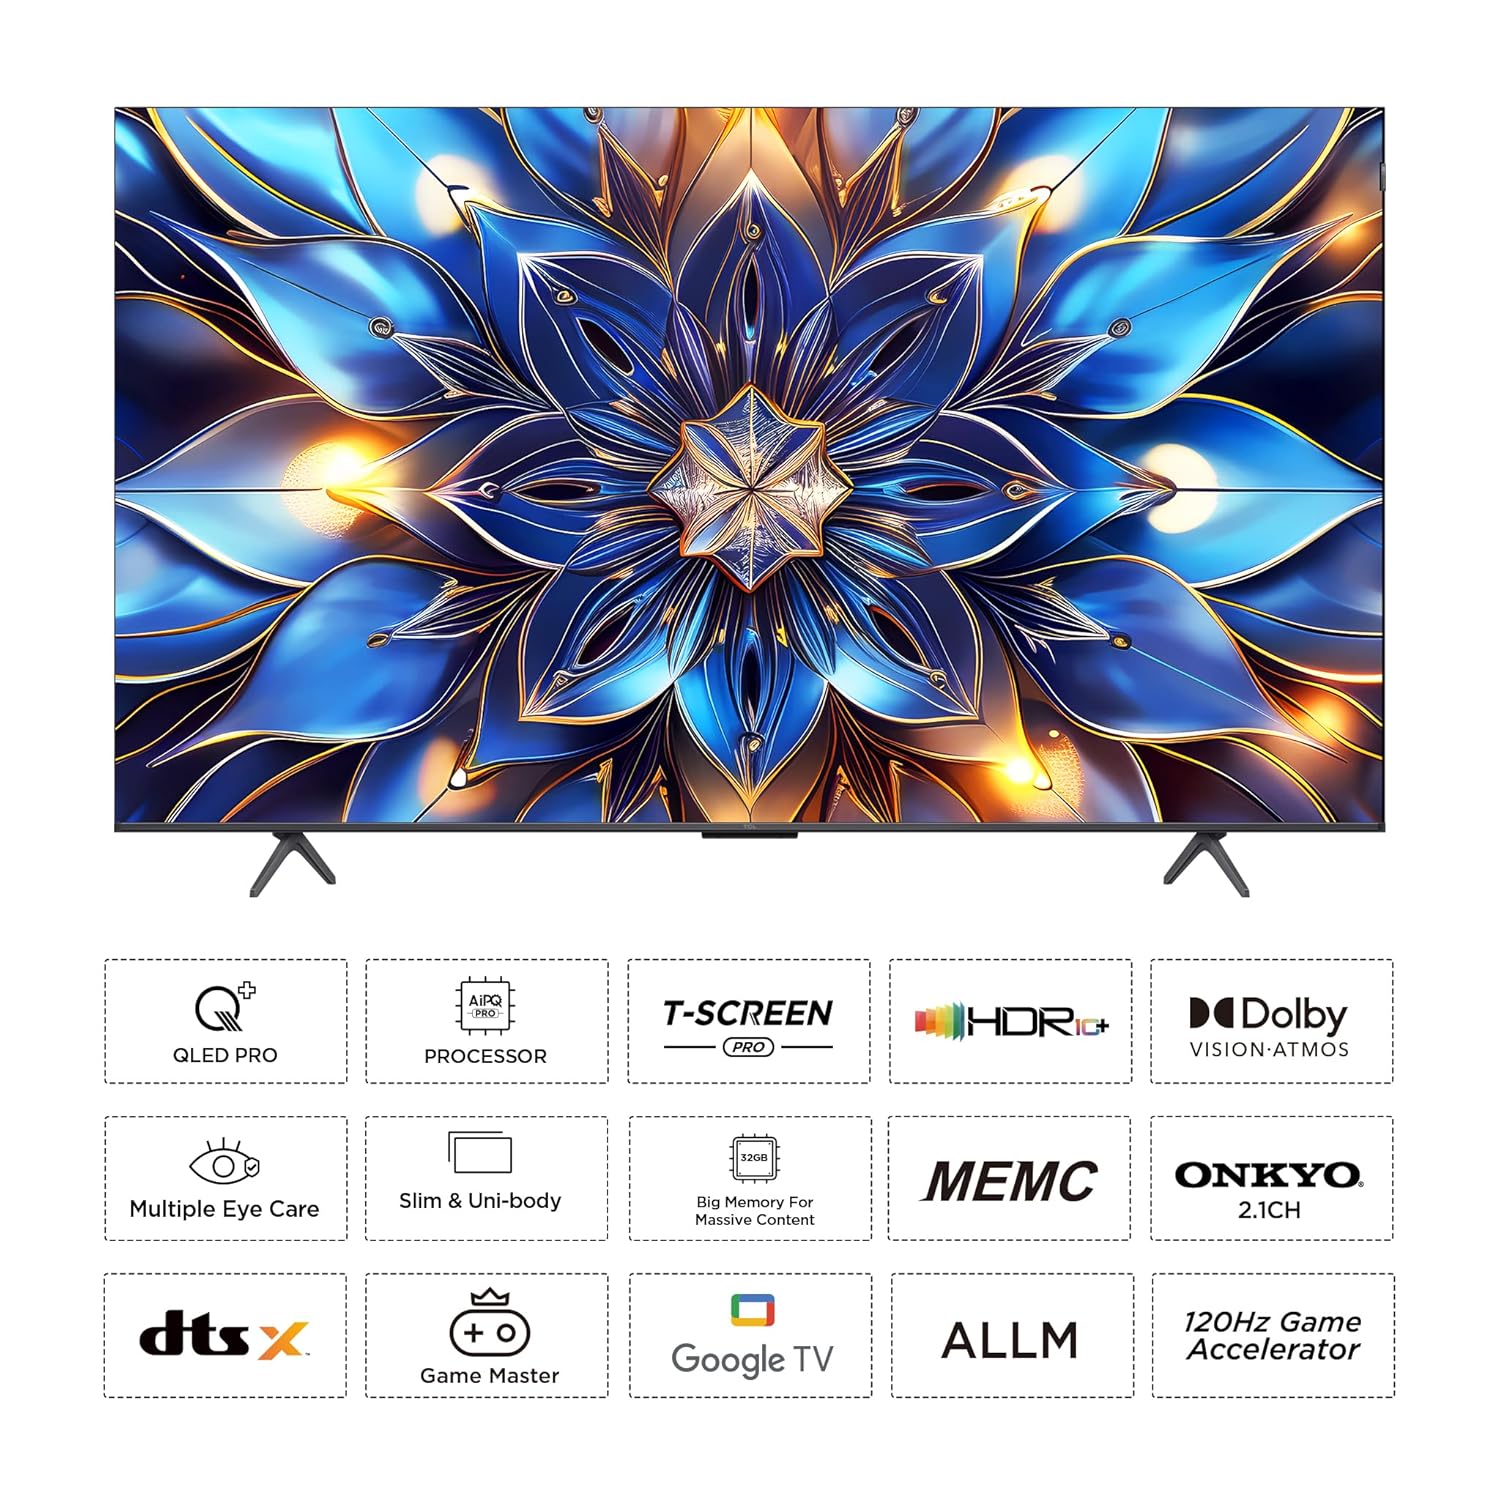 TCL
QLED PRO
AiPQ
PRO
PROCESSOR
T-SCREEN
PRO
HDR10+
Dolby
VISION·ATMOS
Multiple Eye Care
Slim & Uni-body
32GB
Big Memory For
Massive Content
MEMC
ONKYO®
2.1CH
dts X
Game Master
Google TV
ALLM
120Hz Game
Accelerator